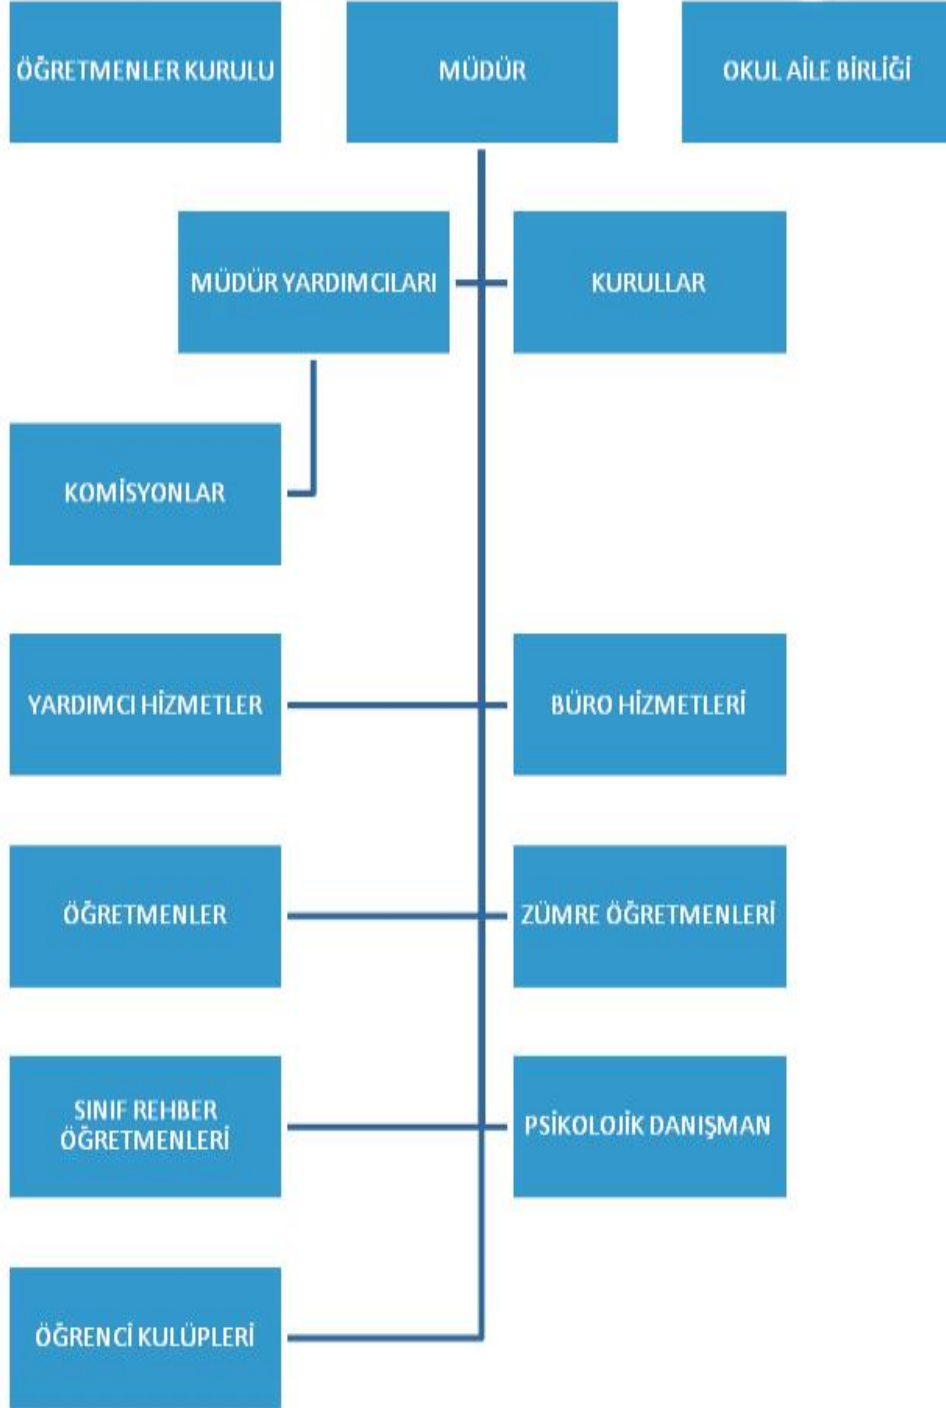 ÖĞRETMENLER KURULU
MÜDÜR
OKUL AİLE BİRLİĞİ
MÜDÜR YARDIMCILARI
KURULLAR
KOMİSYONLAR
YARDIMCI HİZMETLER
BÜRO HİZMETLERİ
ÖĞRETMENLER
ZÜMRE ÖĞRETMENLERİ
SINIF REHBER
ÖĞRETMENLERİ
PSİKOLOJİK DANIŞMAN
ÖĞRENCİ KULÜPLERİ